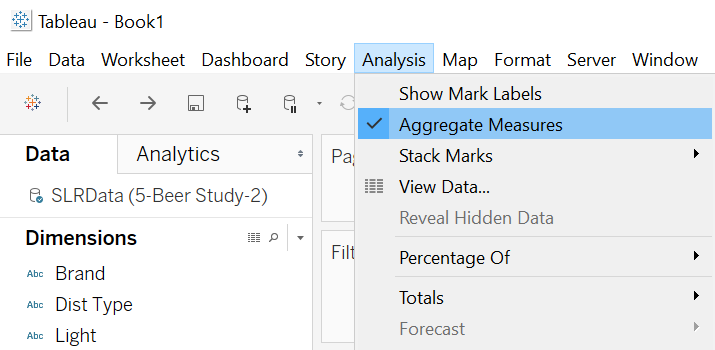 Tableau - Book1
File Data Worksheet Dashboard Story Analysis Map Format Server Window
Show Mark Labels
Aggregate Measures
Data Analytics
Pag
Stack Marks
SLRData (5-Beer Study-2)
View Data...
Reveal Hidden Data
Dimensions
Filt
Percentage Of
Abc Brand
Abc Dist Type
Totals
Abc Light
Forecast